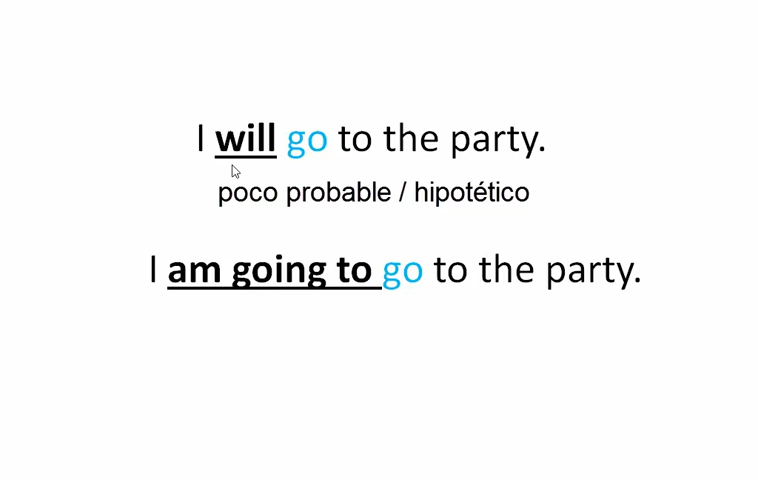 I will go to the party.
poco probable / hipotético
I am going to go to the party.